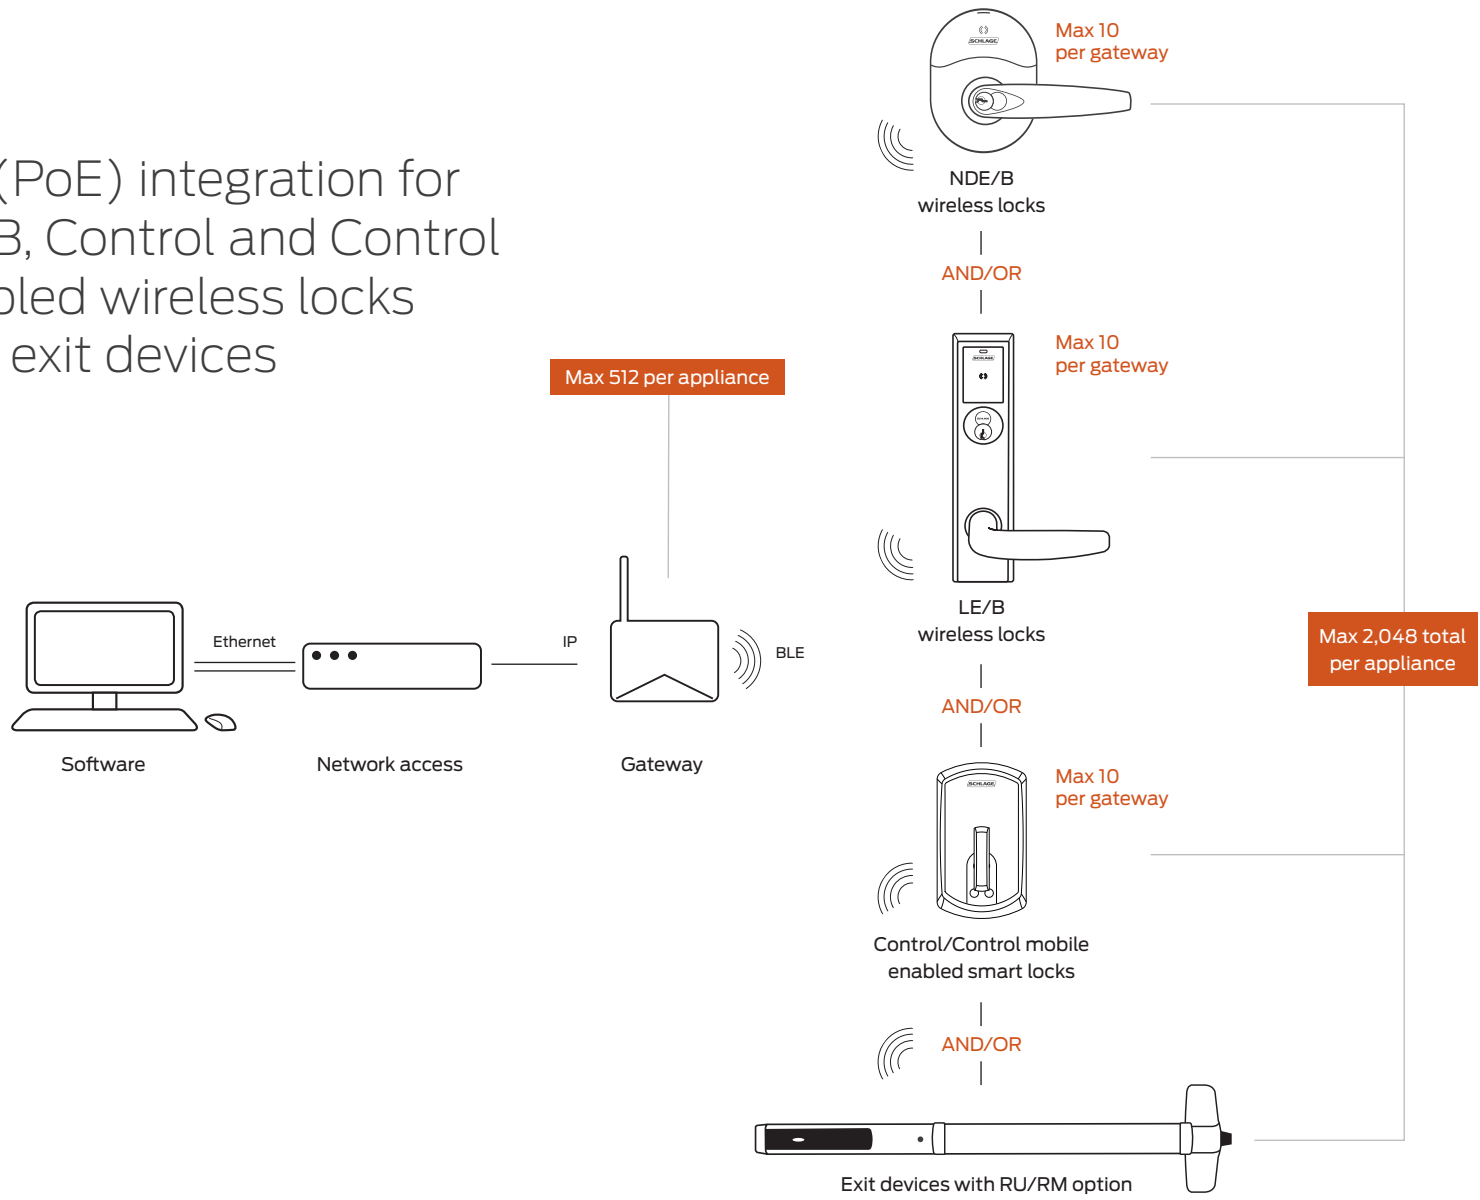 (PoE) integration for
B, Control and Control
bled wireless locks
exit devices
SCHLAGE
Max 10
per gateway
NDE/B
wireless locks
AND/OR
SCHLAGE
Max 10
per gateway
Max 512 per appliance
LE/B
wireless locks
Max 2,048 total
per appliance
Ethernet
IP
BLE
Software
Network access
Gateway
AND/OR
SCHLAGE
Max 10
per gateway
Control/Control mobile
enabled smart locks
AND/OR
Exit devices with RU/RM option